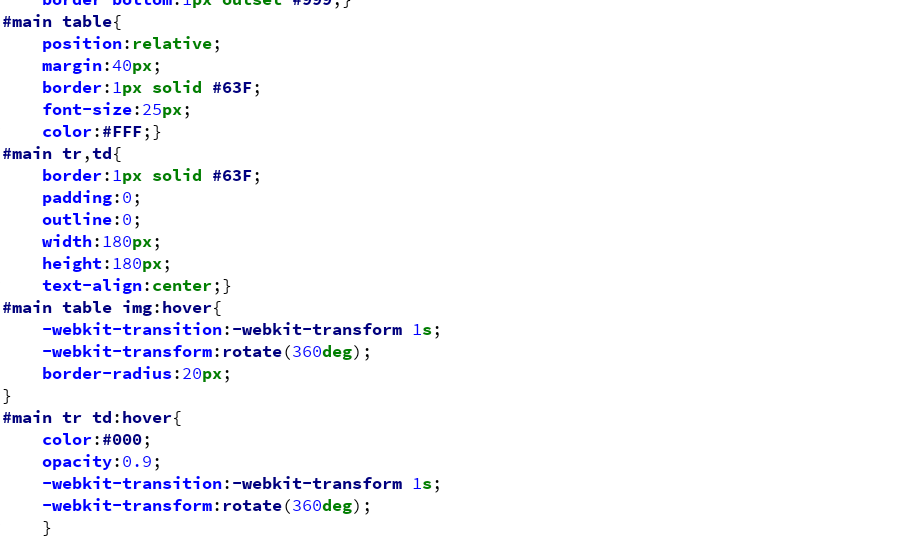 border-bottom:1px outset #999;}
#main table{
    position:relative;
    margin:40px;
    border:1px solid #63F;
    font-size:25px;
    color:#FFF;}
#main tr,td{
    border:1px solid #63F;
    padding:0;
    outline:0;
    width:180px;
    height:180px;
    text-align:center;}
#main table img:hover{
    -webkit-transition:-webkit-transform 1s;
    -webkit-transform:rotate(360deg);
    border-radius:20px;
}
#main tr td:hover{
    color:#000;
    opacity:0.9;
    -webkit-transition:-webkit-transform 1s;
    -webkit-transform:rotate(360deg);
    }